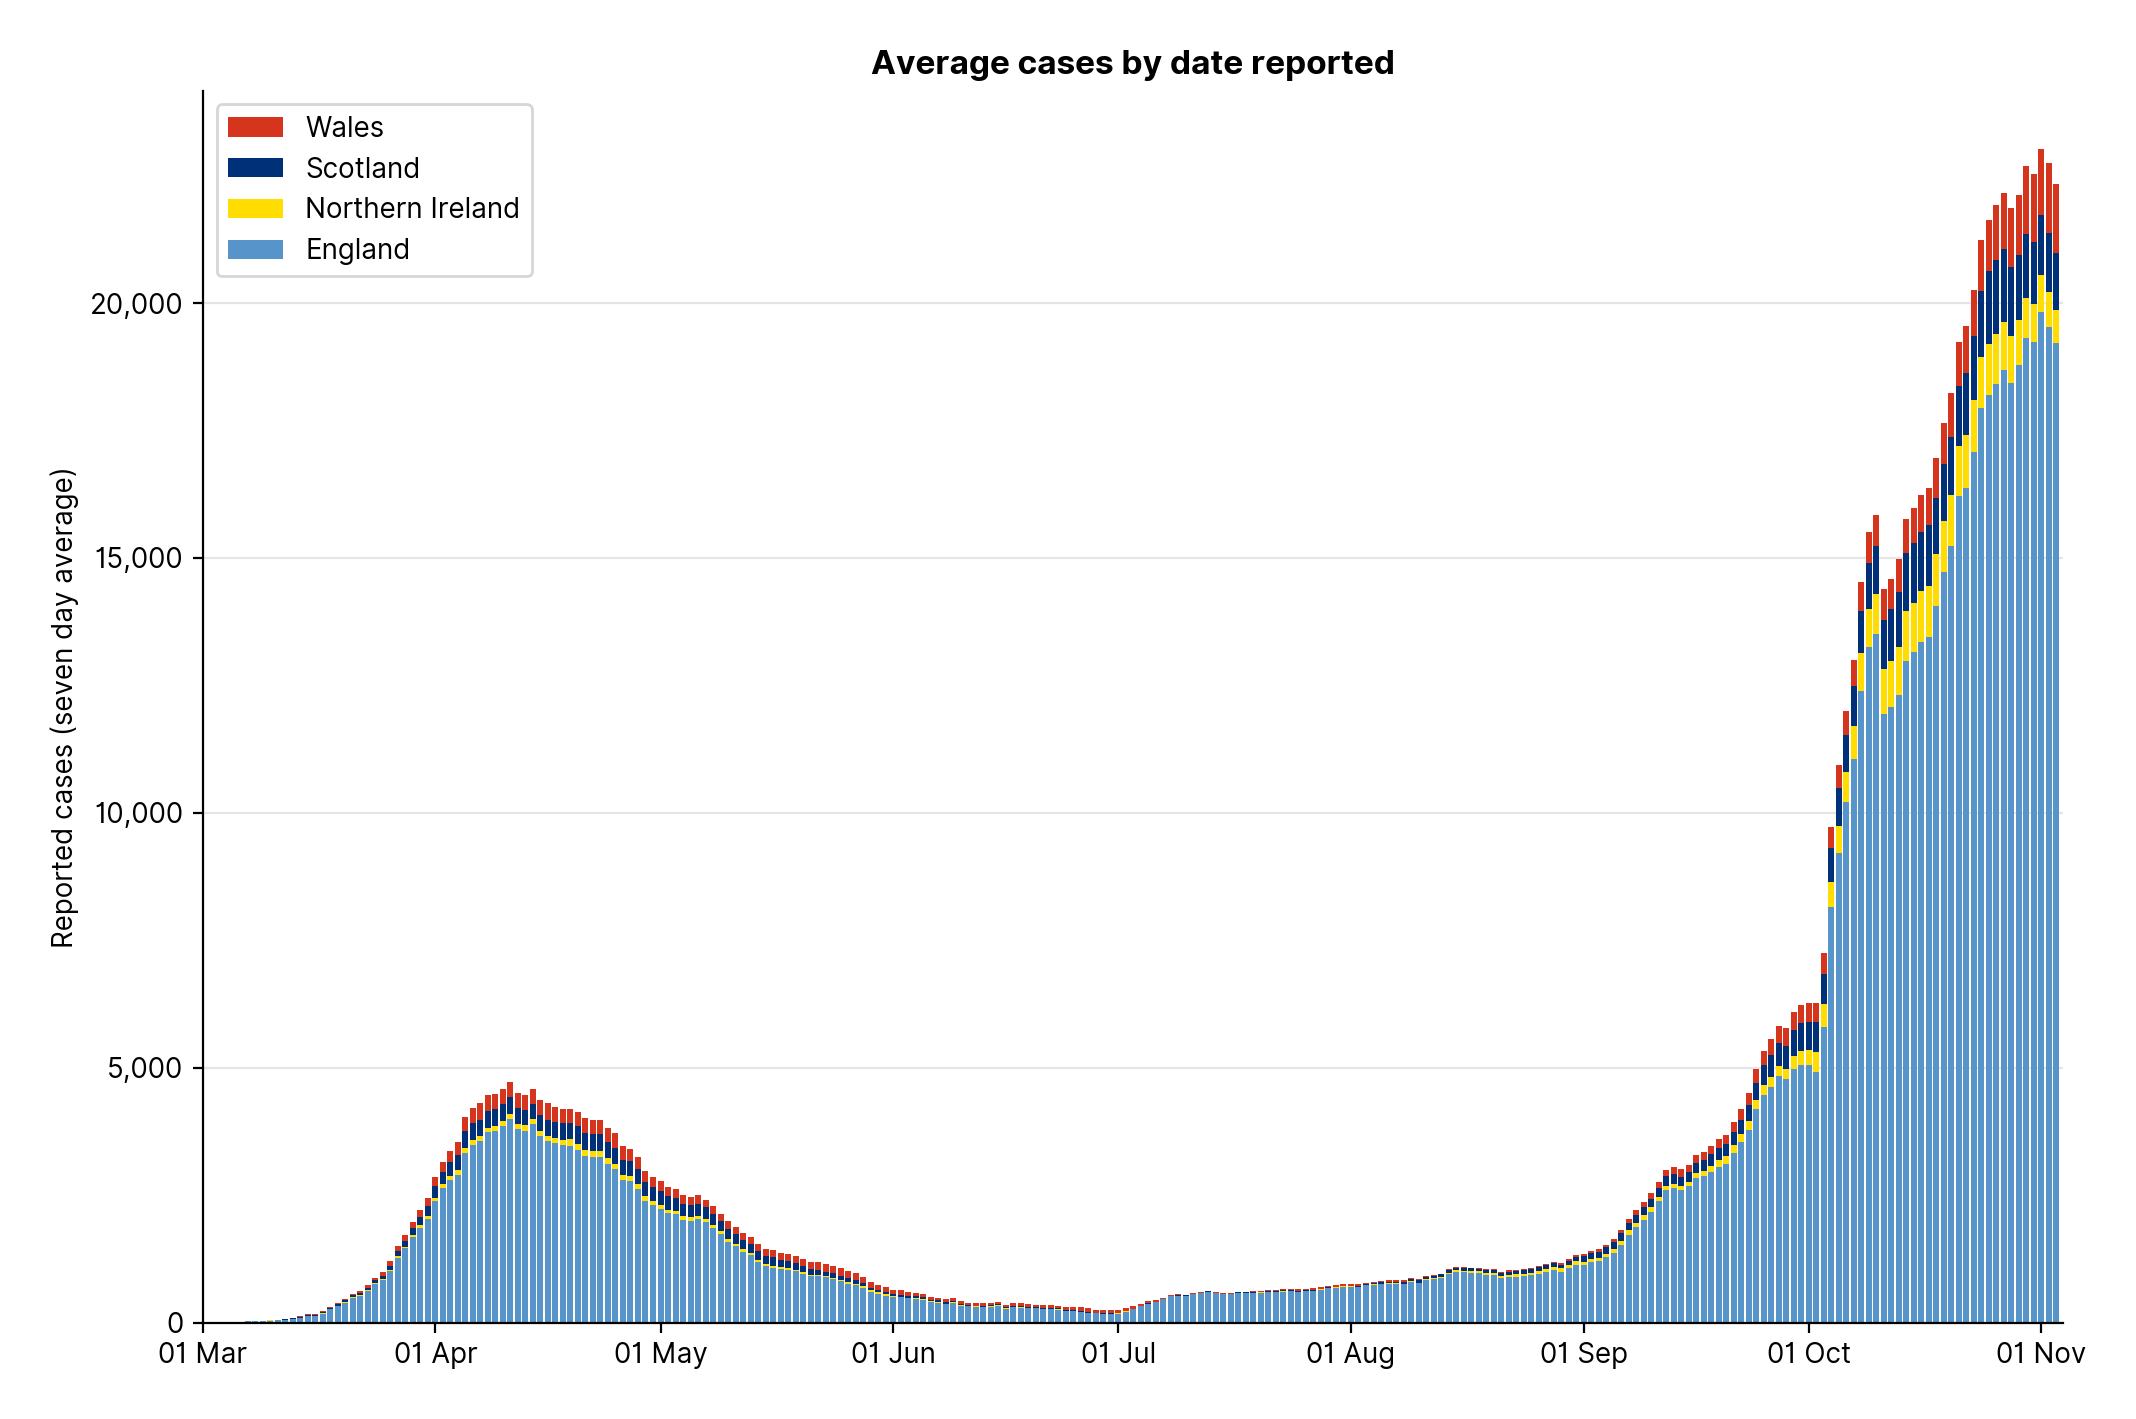 Average cases by date reported
Wales
Scotland
Northern Ireland
England
Reported cases (seven day average)
20,000
15,000
10,000
5,000
0
01 Mar
01 Apr
01 May
01 Jun
01 Jul
01 Aug
01 Sep
01 Oct
01 Nov